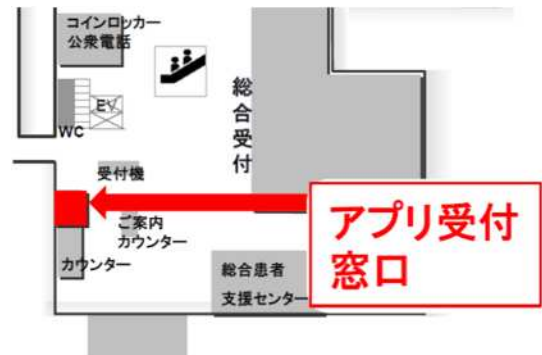 コインロッカー
公衆電話
EV
WC
総合受付
受付機
ご案内
カウンター
カウンター
アプリ受付
窓口
総合患者
支援センター